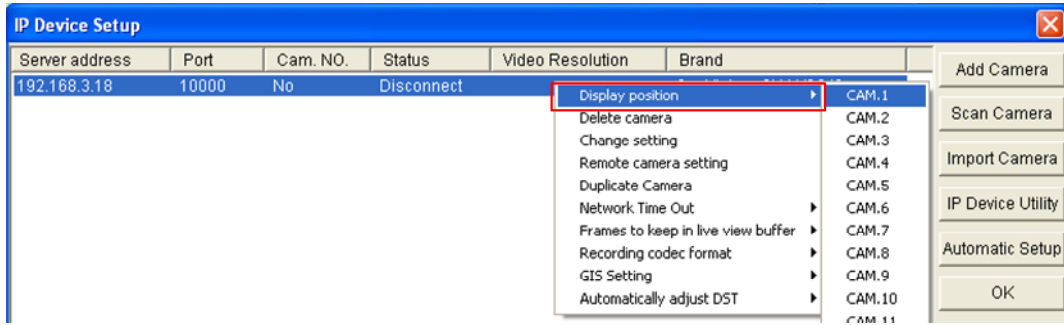 IP Device Setup
Server address Port Cam. NO. Status Video Resolution Brand
192.168.3.18 10000 No Disconnect
Add Camera
Scan Camera
Import Camera
IP Device Utility
Automatic Setup
OK
Display position
Delete camera
Change setting
Remote camera setting
Duplicate Camera
Network Time Out
Frames to keep in live view buffer
Recording codec format
GIS Setting
Automatically adjust DST
CAM.1
CAM.2
CAM.3
CAM.4
CAM.5
CAM.6
CAM.7
CAM.8
CAM.9
CAM.10
CAM.11